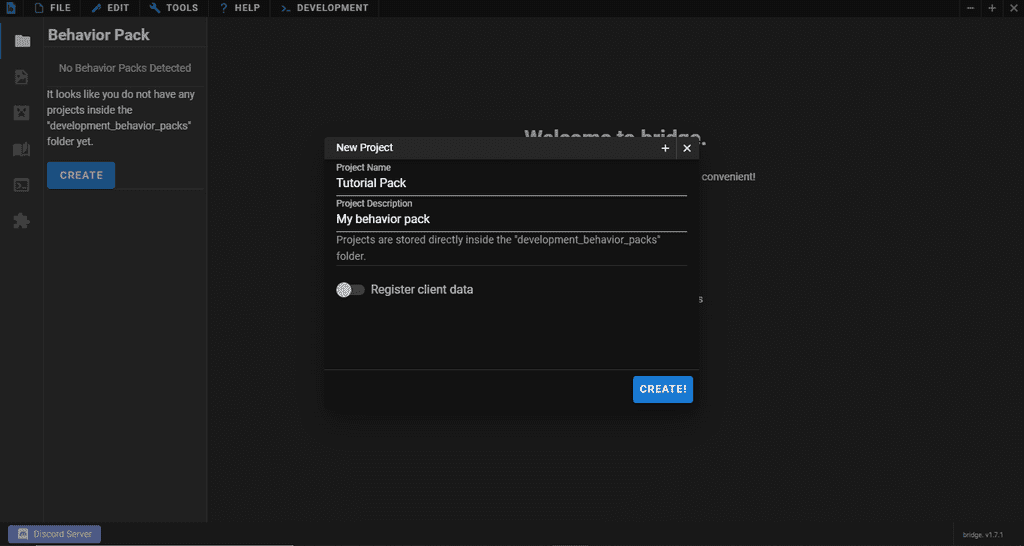 FILE EDIT TOOLS HELP DEVELOPMENT
Behavior Pack
No Behavior Packs Detected
It looks like you do not have any
projects inside the
"development_behavior_packs"
folder yet.
CREATE
Welcome to bridge.
convenient!
s
New Project
Project Name
Tutorial Pack
Project Description
My behavior pack
Projects are stored directly inside the "development_behavior_packs"
folder.
Register client data
CREATE!
Discord Server
bridge. v1.7.1